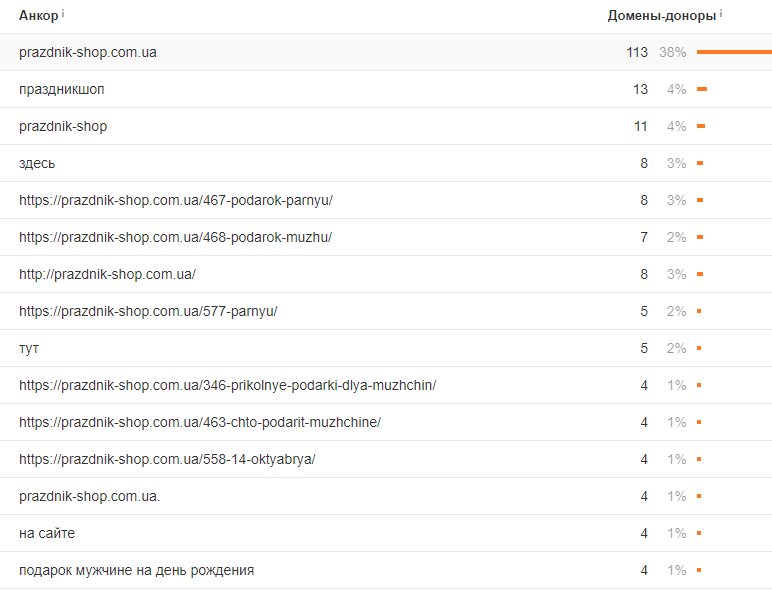 Анкор i Домены-доноры i
prazdnik-shop.com.ua 113 38%
праздникшоп 13 4%
prazdnik-shop 11 4%
здесь 8 3%
https://prazdnik-shop.com.ua/467-podarok-parnyu/ 8 3%
https://prazdnik-shop.com.ua/468-podarok-muzhu/ 7 2%
http://prazdnik-shop.com.ua/ 8 3%
https://prazdnik-shop.com.ua/577-parnyu/ 5 2%
тут 5 2%
https://prazdnik-shop.com.ua/346-prikolnye-podarki-dlya-muzhchin/ 4 1%
https://prazdnik-shop.com.ua/463-chto-podarit-muzhchine/ 4 1%
https://prazdnik-shop.com.ua/558-14-oktyabrya/ 4 1%
prazdnik-shop.com.ua. 4 1%
на сайте 4 1%
подарок мужчине на день рождения 4 1%